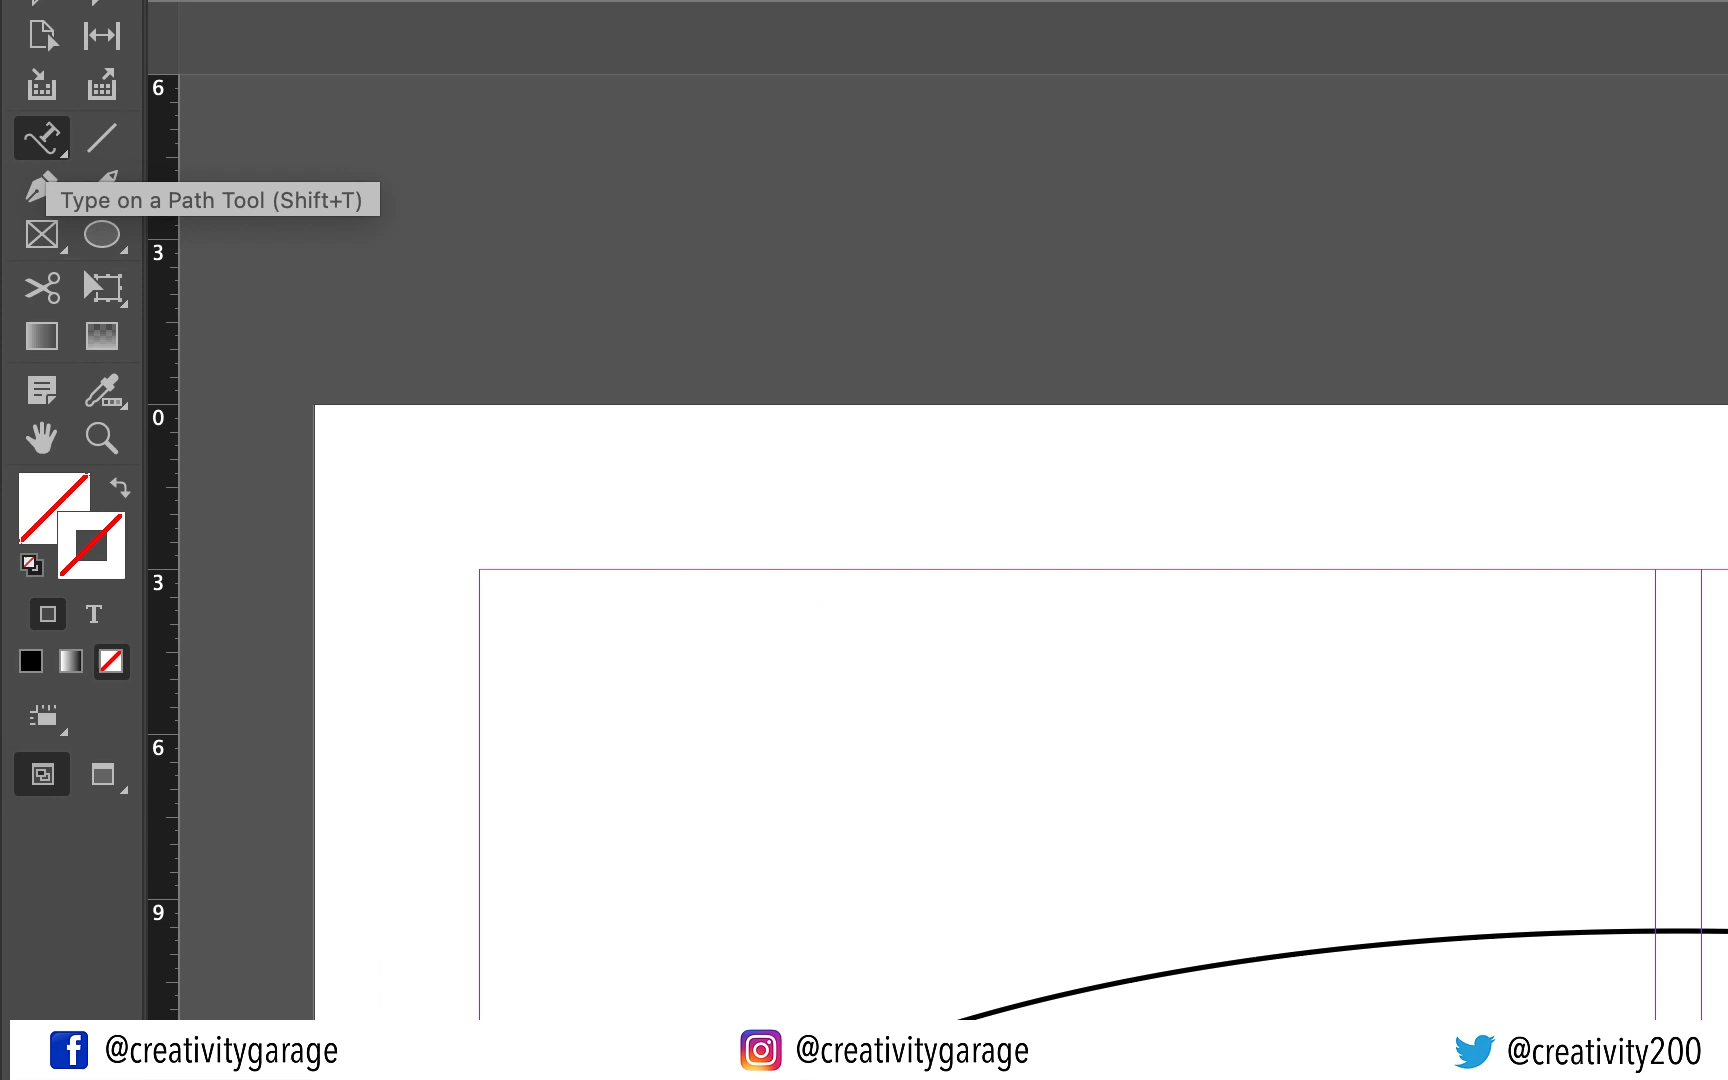 6
Type on a Path Tool (Shift+T)
3
0
3
T
6
9
@creativitygarage
@creativitygarage
@creativity200